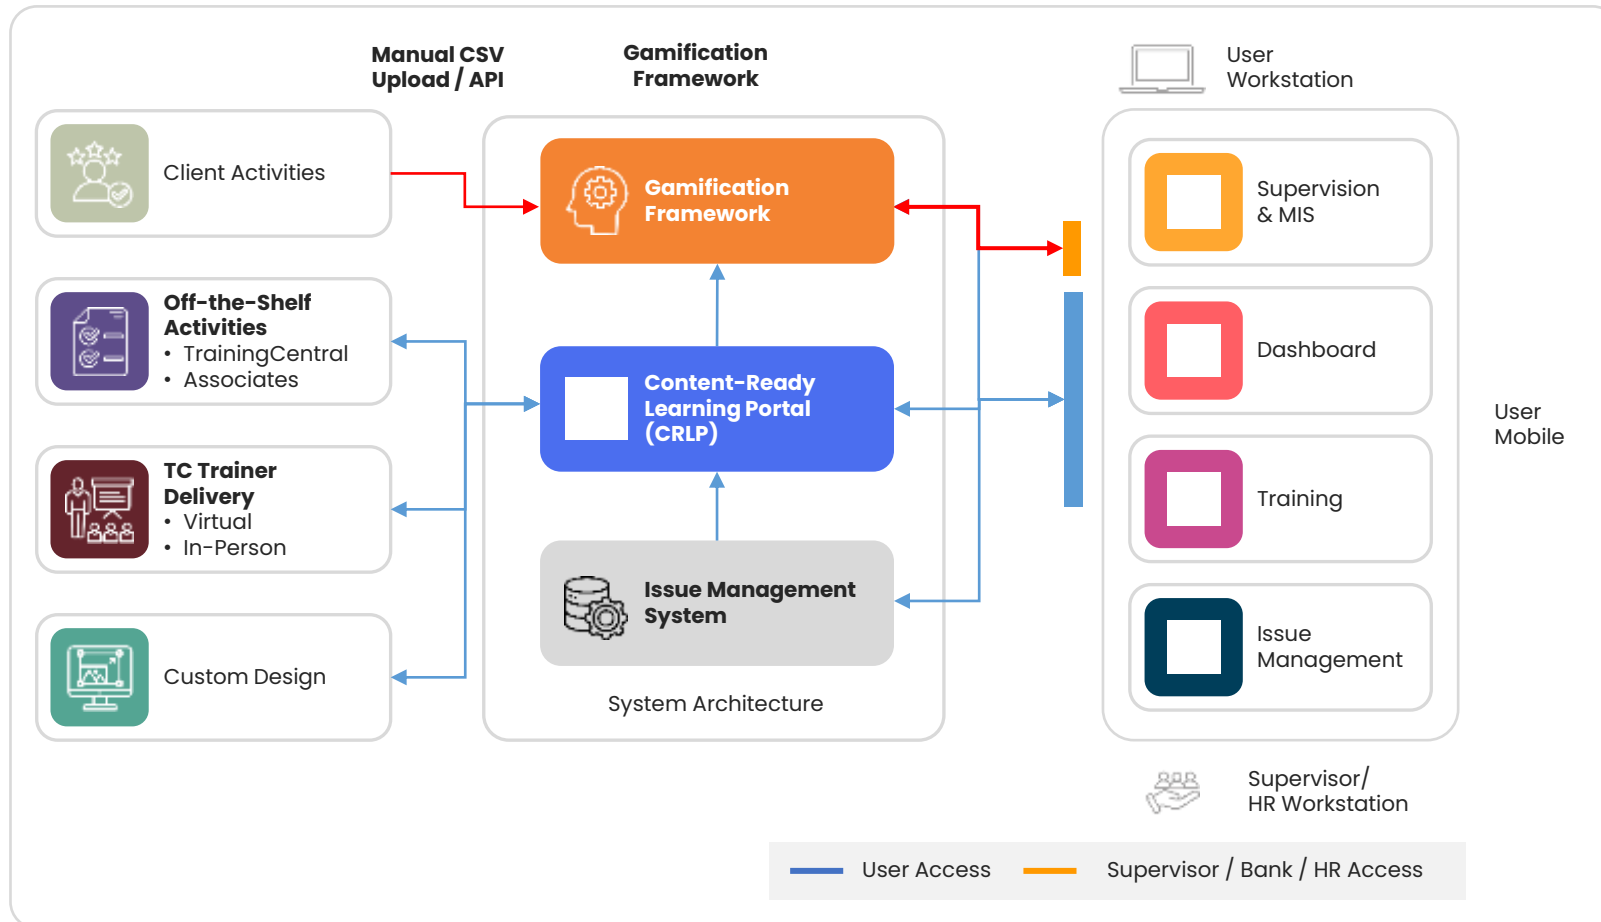 Manual CSV
Upload / API
Gamification
Framework
User
Workstation
Client Activities
Gamification
Framework
Supervision
& MIS
Off-the-Shelf
Activities
• TrainingCentral
• Associates
Content-Ready
Learning Portal
(CRLP)
Dashboard
User
Mobile
TC Trainer
Delivery
• Virtual
• In-Person
Training
Issue Management
System
Issue
Management
Custom Design
System Architecture
Supervisor/
HR Workstation
User Access
Supervisor / Bank / HR Access